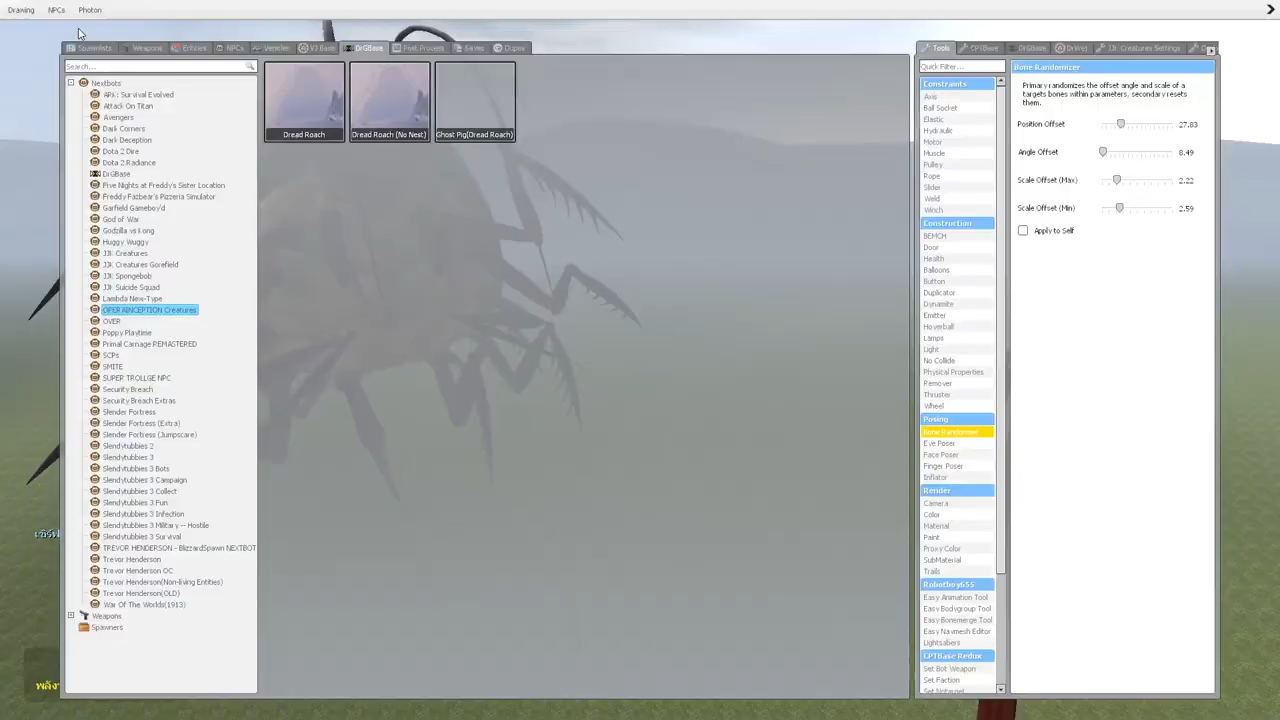 Drawing NPCs Photon
Spawnlists Weapons Entities NPCs Vehicles VJ Base DrGBase Post Process Saves Dupes
Tools CPTBase DrGBase
JJ: Creatures Settings
Search...
Nextbots
ARK: Survival Evolved
Attack On Titan
Avengers
Dark Corners
Dark Deception
Dota 2 Dire
Dota 2 Radiance
DrGBase
Five Nights at Freddy's Sister Location
Freddy Fazbear's Pizzeria Simulator
Garfield Gameboy'd
God of War
Godzilla vs Kong
Huggy Wuggy
JJ: Creatures
JJ: Creatures Gorefield
JJ: Spongebob
JJ: Suicide Squad
Lambda New-Type
OPERAINCEPTION Creatures
OVER
Poppy Playtime
Primal Carnage REMASTERED
SCPs
SMITE
SUPER TROLLGE NPC
Security Breach
Security Breach Extras
Slender Fortress
Slender Fortress (Extra)
Slender Fortress (Jumpscare)
Slendytubbies 2
Slendytubbies 3
Slendytubbies 3 Bots
Slendytubbies 3 Campaign
Slendytubbies 3 Collect
Slendytubbies 3 Fun
Slendytubbies 3 Infection
Slendytubbies 3 Military -- Hostile
Slendytubbies 3 Survival
TREVOR HENDERSON - BlizzardSpawn NEXTBOT
Trevor Henderson
Trevor Henderson OC
Trevor Henderson(Non-living Entities)
Trevor Henderson(OLD)
War Of The Worlds(1913)
Weapons
Spawners
Dread Roach
Dread Roach (No Nest)
Ghost Pig(Dread Roach)
Quick Filter...
Constraints
Axis
Ball Socket
Elastic
Hydraulic
Motor
Muscle
Pulley
Rope
Slider
Weld
Winch
Construction
BEMCH
Door
Health
Balloons
Button
Duplicator
Dynamite
Emitter
Hoverball
Lamps
Light
No Collide
Physical Properties
Remover
Thruster
Wheel
Posing
Bone Randomizer
Eye Poser
Face Poser
Finger Poser
Inflator
Render
Camera
Color
Material
Paint
Proxy Color
SubMaterial
Trails
Robotboy655
Easy Animation Tool
Easy Bodygroup Tool
Easy Bonemerge Tool
Easy Navmesh Editor
Lightsabers
CPTBase Redux
Set Bot Weapon
Set Faction
Bone Randomizer
Primary randomizes the offset angle and scale of a
targets bones within parameters, secondary resets
them.
Position Offset 27.83
Angle Offset 8.49
Scale Offset (Max) 2.22
Scale Offset (Min) 2.59
Apply to Self